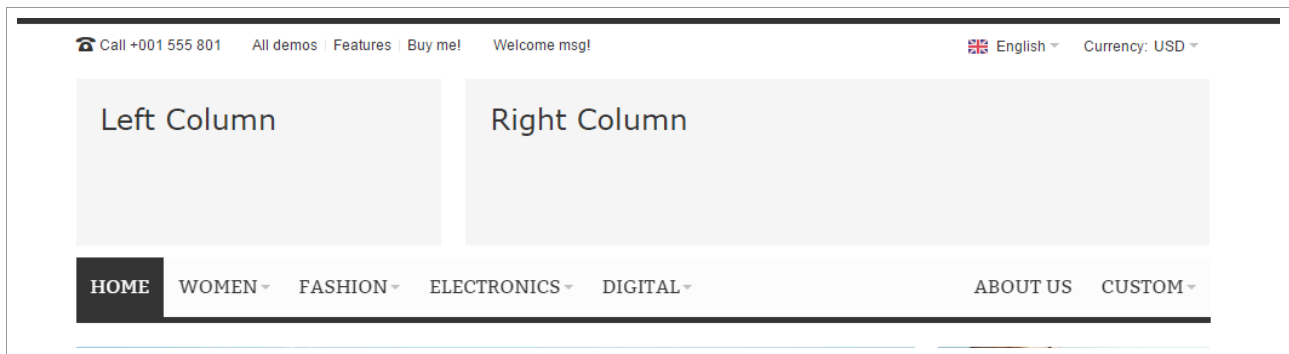 Call +001 555 801 All demos Features Buy me! Welcome msg! English Currency: USD
Left Column Right Column
HOME WOMEN FASHION ELECTRONICS DIGITAL ABOUT US CUSTOM